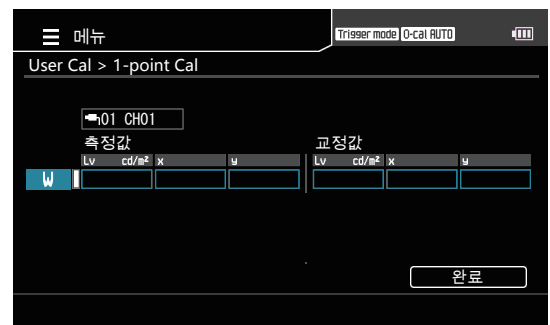 메뉴 Trigger mode 0-cal AUTO
User Cal > 1-point Cal
01 CH01
측정값 교정값
Lv cd/m² x y Lv cd/m² x y
W
완료